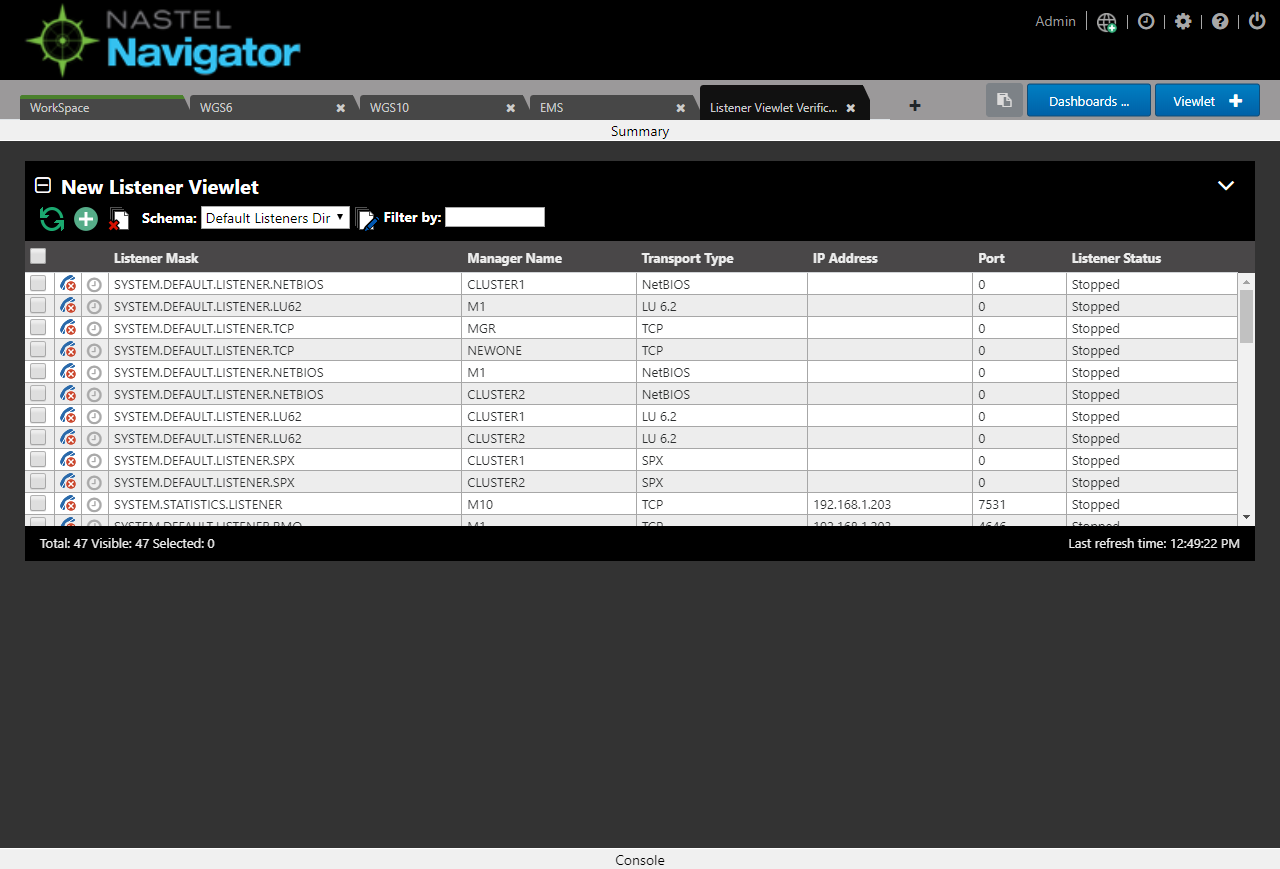 NASTEL
Navigator
Admin
WorkSpace WGS6 WGS10 EMS Listener Viewlet Verific... Dashboards ... Viewlet
Summary
New Listener Viewlet
Schema: Default Listeners Dir Filter by:
Listener Mask Manager Name Transport Type IP Address Port Listener Status
SYSTEM.DEFAULT.LISTENER.NETBIOS CLUSTER1 NetBIOS 0 Stopped
SYSTEM.DEFAULT.LISTENER.LU62 M1 LU 6.2 0 Stopped
SYSTEM.DEFAULT.LISTENER.TCP MGR TCP 0 Stopped
SYSTEM.DEFAULT.LISTENER.TCP NEWONE TCP 0 Stopped
SYSTEM.DEFAULT.LISTENER.NETBIOS M1 NetBIOS 0 Stopped
SYSTEM.DEFAULT.LISTENER.NETBIOS CLUSTER2 NetBIOS 0 Stopped
SYSTEM.DEFAULT.LISTENER.LU62 CLUSTER1 LU 6.2 0 Stopped
SYSTEM.DEFAULT.LISTENER.LU62 CLUSTER2 LU 6.2 0 Stopped
SYSTEM.DEFAULT.LISTENER.SPX CLUSTER1 SPX 0 Stopped
SYSTEM.DEFAULT.LISTENER.SPX CLUSTER2 SPX 0 Stopped
SYSTEM.STATISTICS.LISTENER M10 TCP 192.168.1.203 7531 Stopped
M1 TCP Stopped
Total: 47 Visible: 47 Selected: 0 Last refresh time: 12:49:22 PM
Console